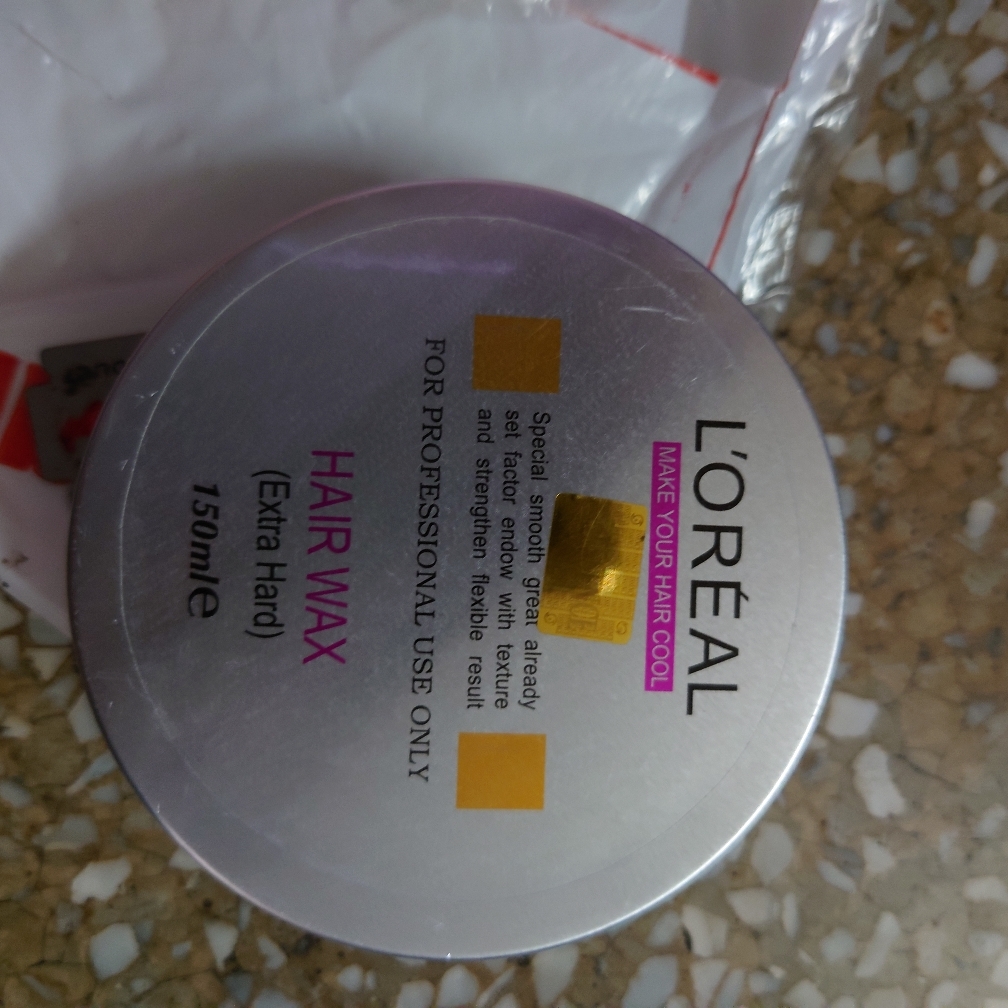 L'ORÉAL
MAKE YOUR HAIR COOL
Special smooth great already
set factor endow with texture
and strengthen flexible result
FOR PROFESSIONAL USE ONLY
HAIR WAX
(Extra Hard)
150ml e